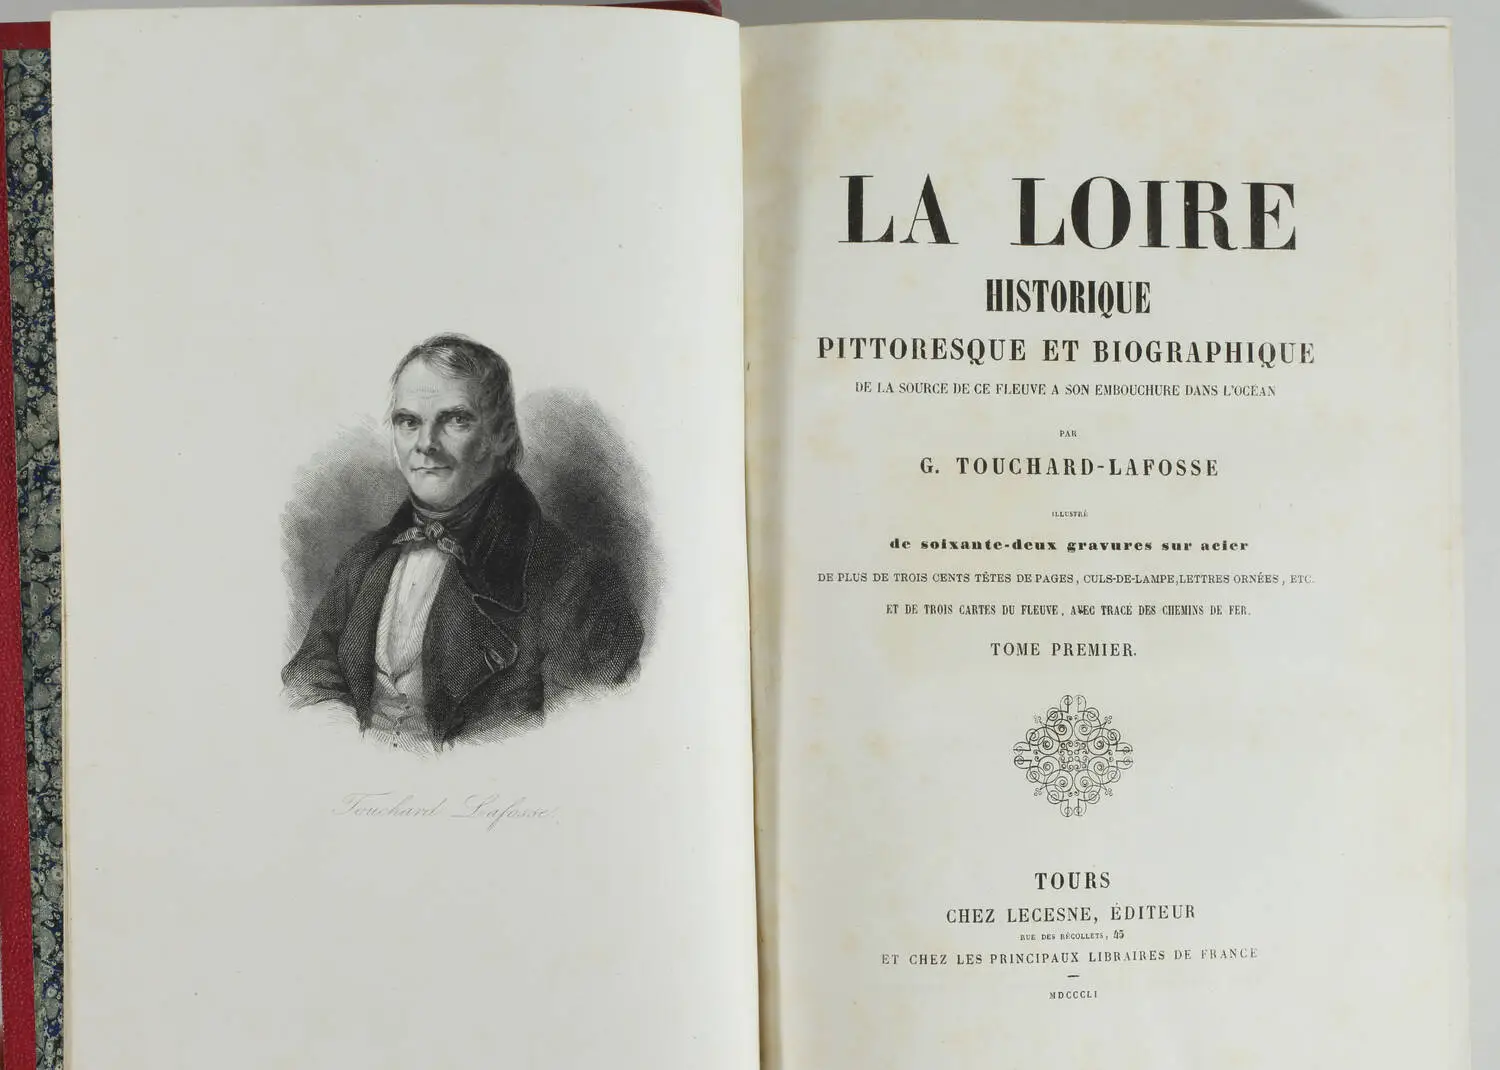 Touchard Lafosse.
LA LOIRE
HISTORIQUE
PITTORESQUE ET BIOGRAPHIQUE
DE LA SOURCE DE CE FLEUVE A SON EMBOUCHURE DANS L'OCÉAN
PAR
G. TOUCHARD-LAFOSSE
ILLUSTRÉ
de soixante-deux gravures sur acier
DE PLUS DE TROIS CENTS TÊTES DE PAGES, CULS-DE-LAMPE, LETTRES ORNÉES, ETC.
ET DE TROIS CARTES DU FLEUVE, AVEC TRACÉ DES CHEMINS DE FER.
TOME PREMIER.
TOURS
CHEZ LECESNE, ÉDITEUR
RUE DES RÉCOLLETS, 45
ET CHEZ LES PRINCIPAUX LIBRAIRES DE FRANCE
MDCCCLI